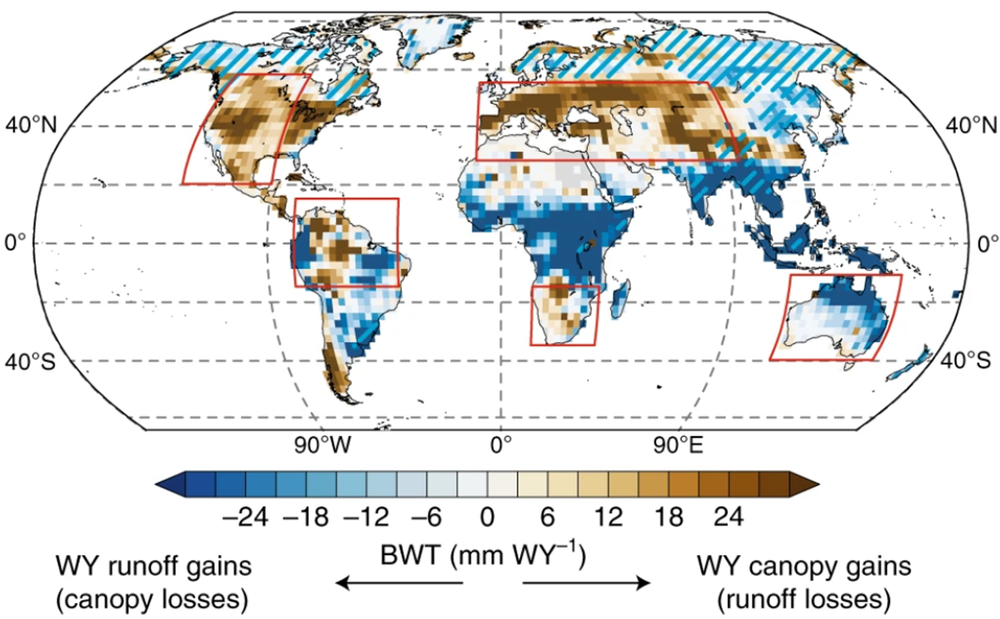 40°N 40°N
0° 0°
40°S 40°S
90°W 0° 90°E
−24 −18 −12 −6 0 6 12 18 24
BWT (mm WY⁻¹)
WY runoff gains
(canopy losses)
WY canopy gains
(runoff losses)